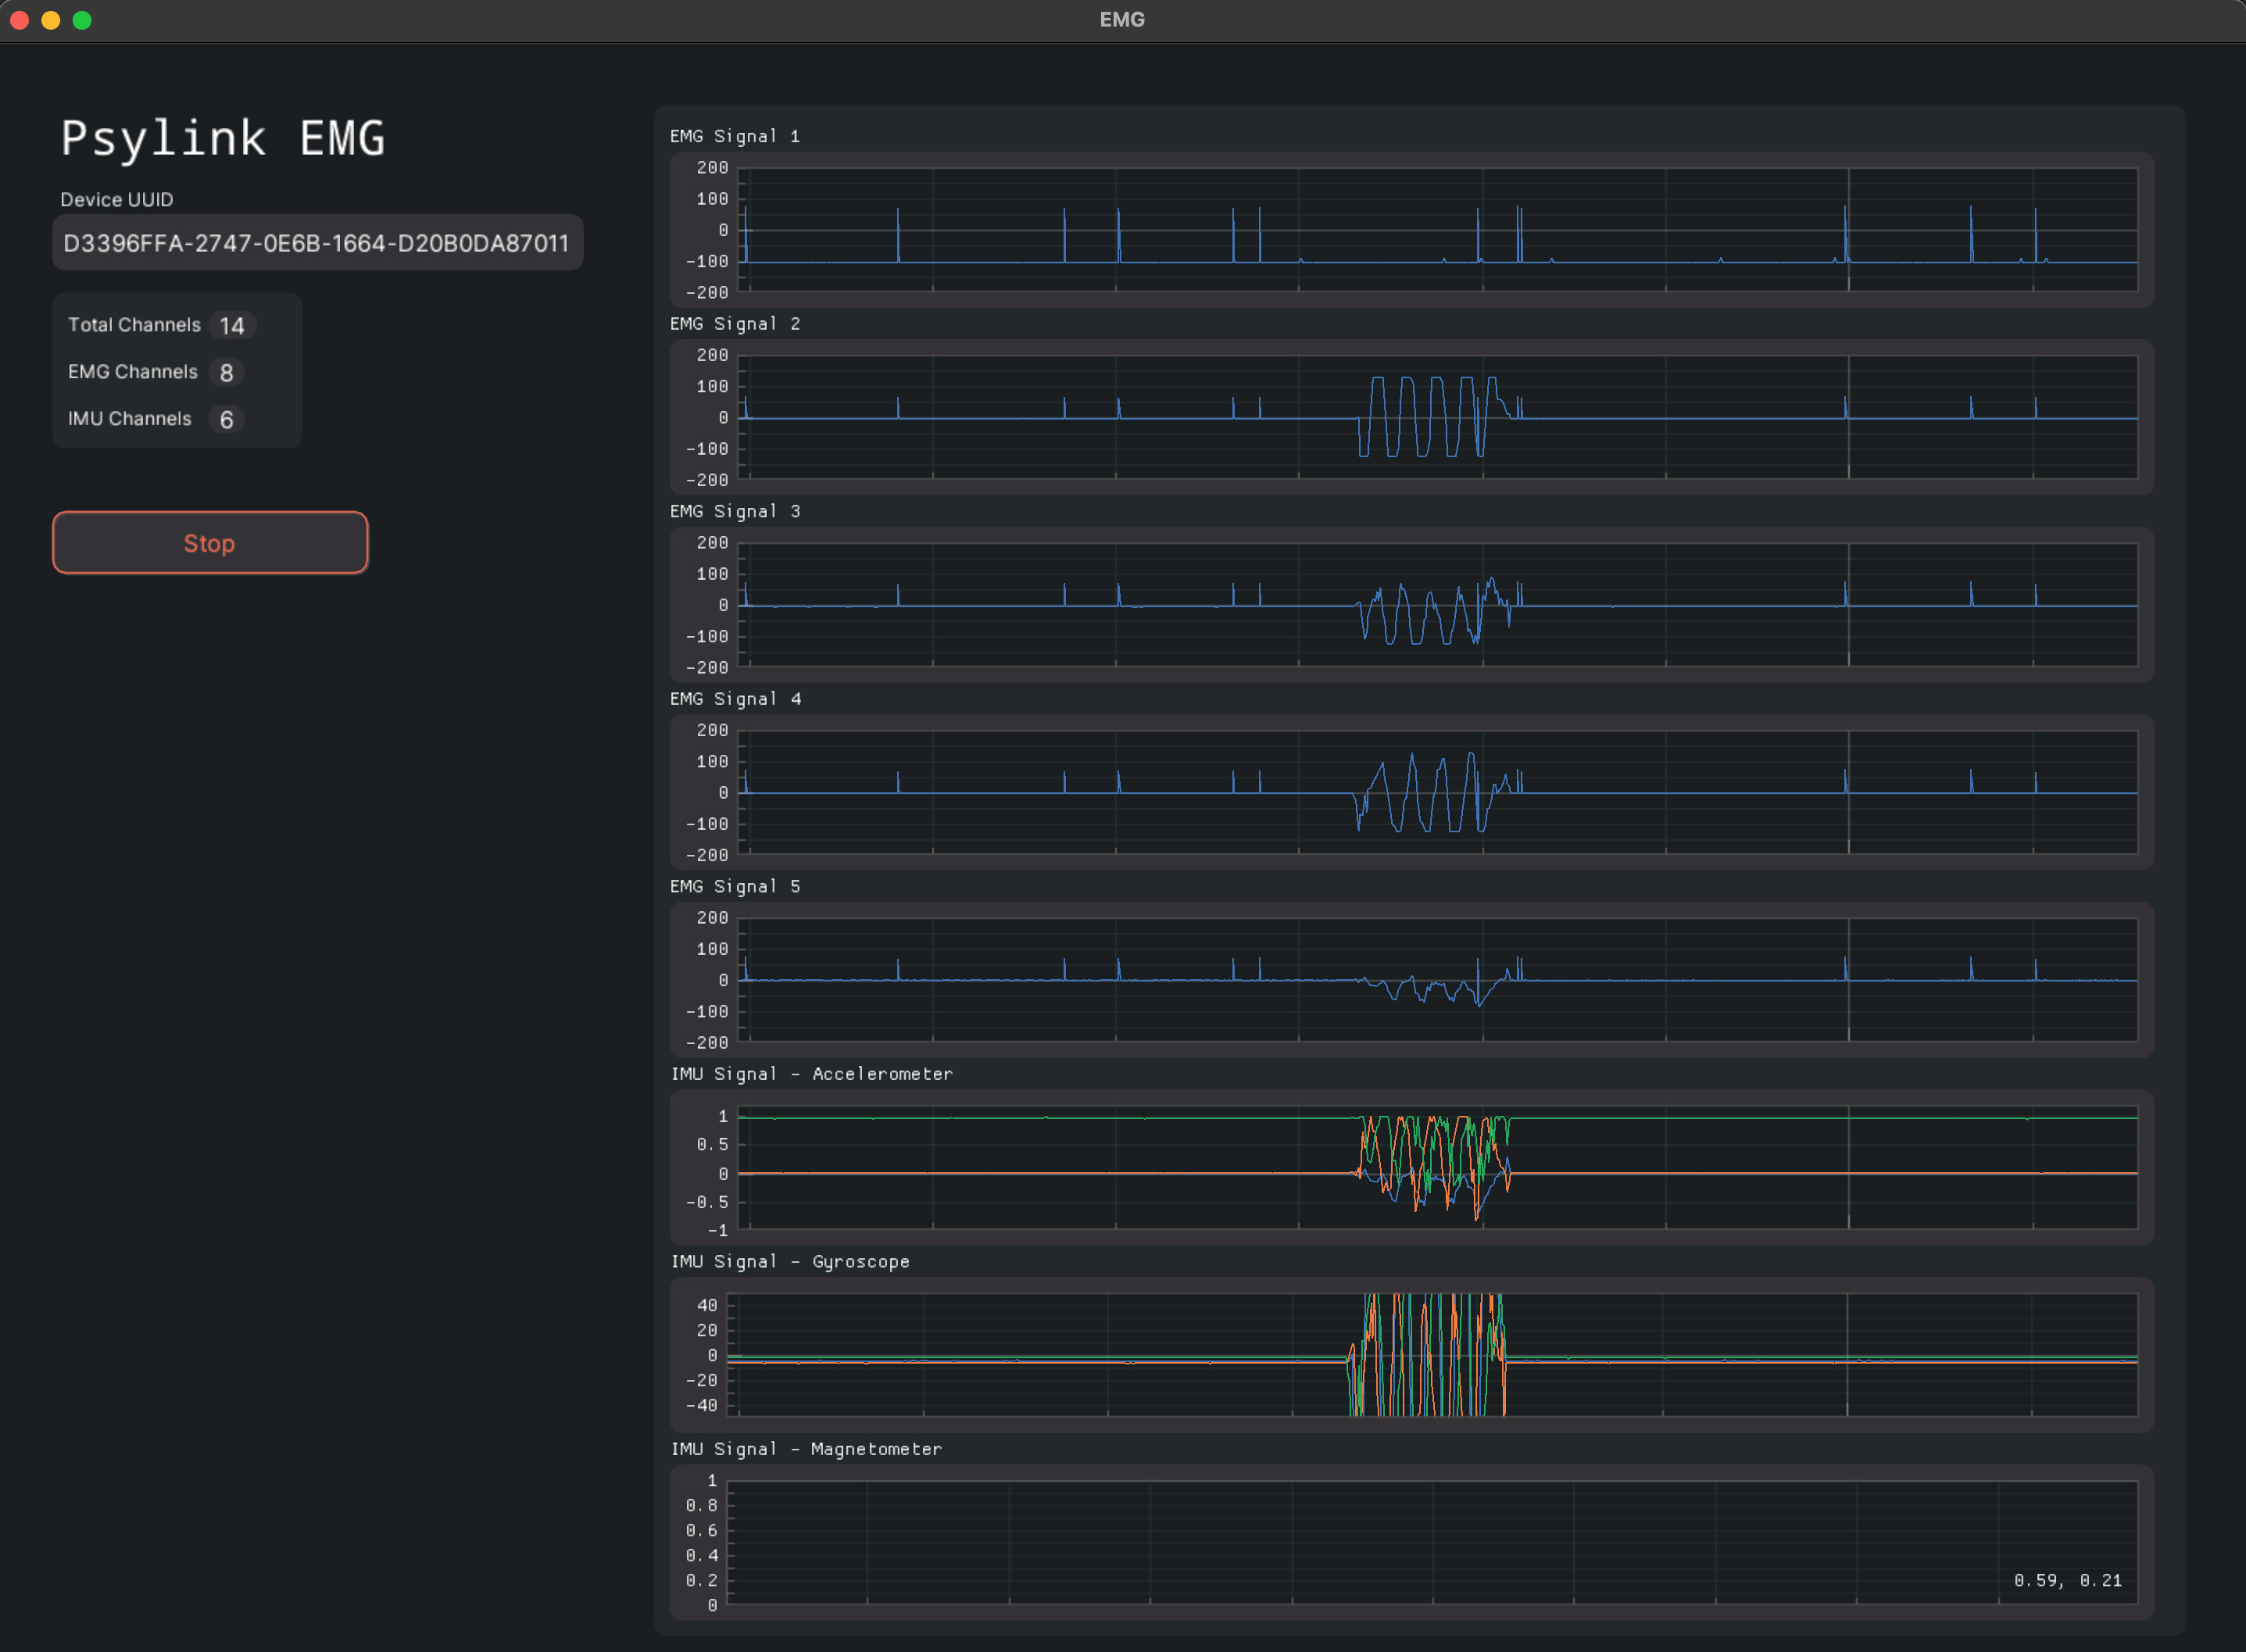 EMG
Psylink EMG
Device UUID
D3396FFA-2747-0E6B-1664-D20B0DA87011
Total Channels 14
EMG Channels 8
IMU Channels 6
Stop
EMG Signal 1
200
100
0
-100
-200
EMG Signal 2
200
100
0
-100
-200
EMG Signal 3
200
100
0
-100
-200
EMG Signal 4
200
100
0
-100
-200
EMG Signal 5
200
100
0
-100
-200
IMU Signal - Accelerometer
1
0.5
0
-0.5
-1
IMU Signal - Gyroscope
40
20
0
-20
-40
IMU Signal - Magnetometer
1
0.8
0.6
0.4
0.2
0
0.59, 0.21